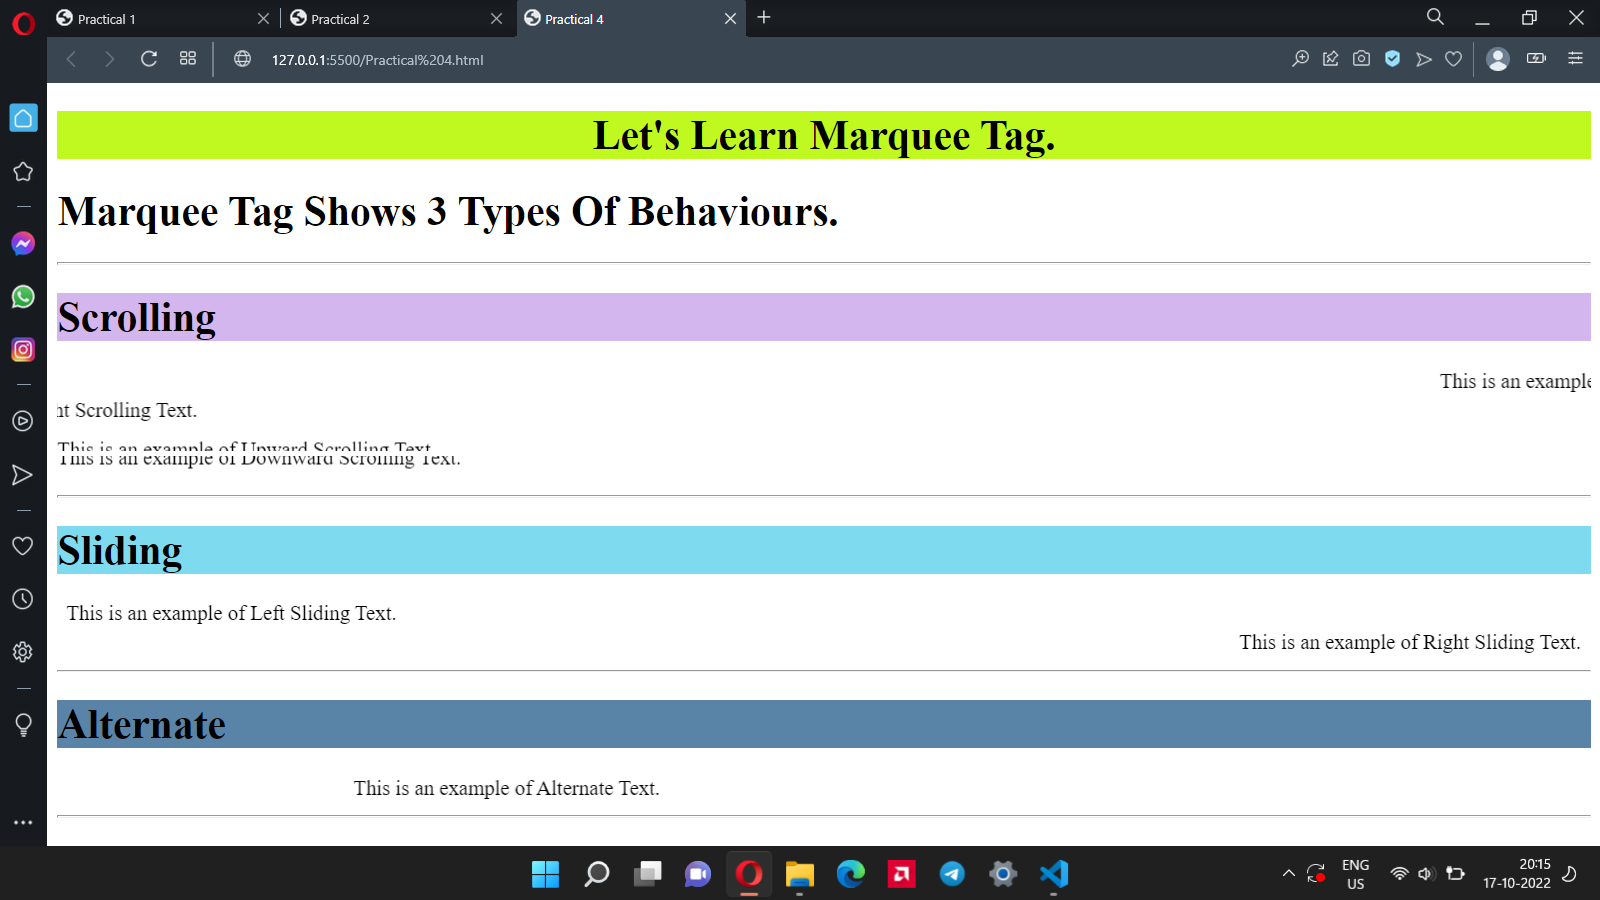 Practical 1
Practical 2
Practical 4
127.0.0.1:5500/Practical%204.html
Let's Learn Marquee Tag.
Marquee Tag Shows 3 Types Of Behaviours.
Scrolling
This is an example
ht Scrolling Text.
This is an example of Upward Scrolling Text.
This is an example of Downward Scrolling Text.
Sliding
This is an example of Left Sliding Text.
This is an example of Right Sliding Text.
Alternate
This is an example of Alternate Text.
ENG
US
20:15
17-10-2022